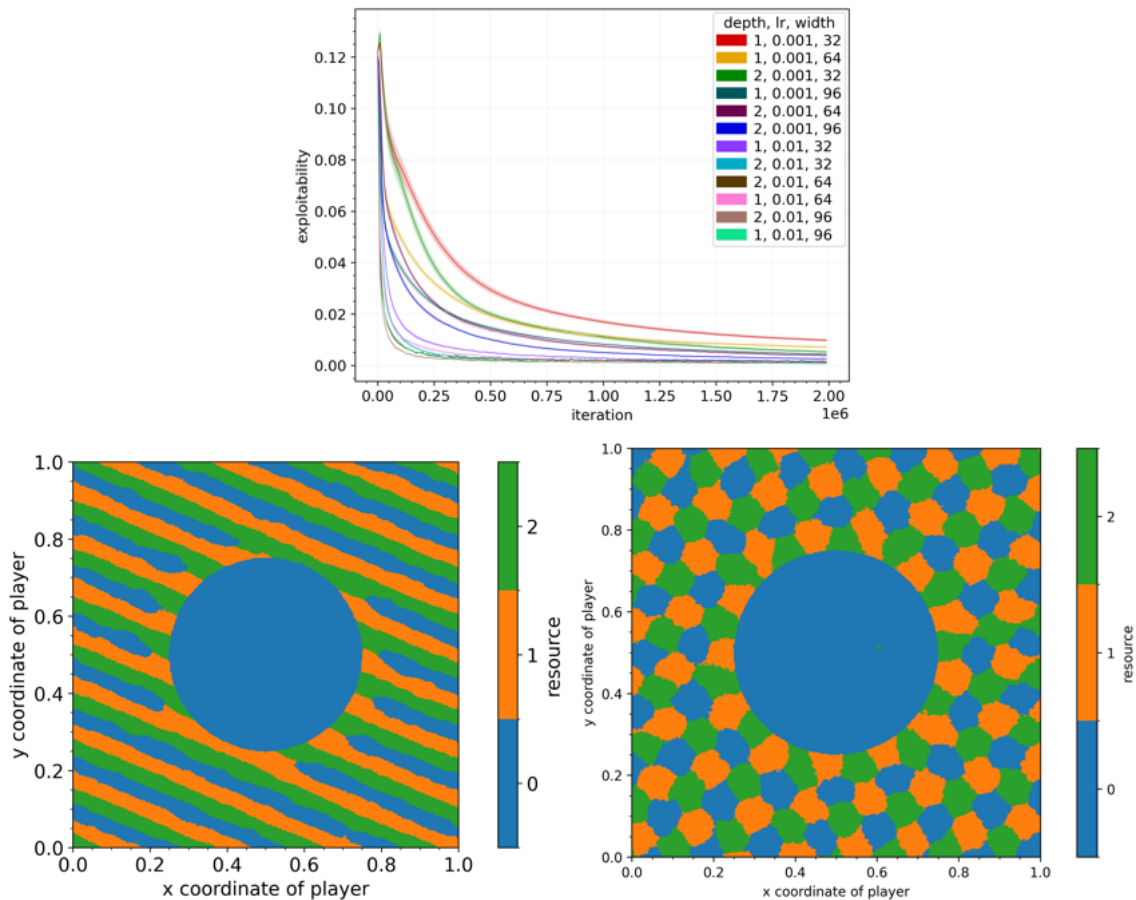 depth, lr, width
1, 0.001, 32
1, 0.001, 64
2, 0.001, 32
1, 0.001, 96
2, 0.001, 64
2, 0.001, 96
1, 0.01, 32
2, 0.01, 32
2, 0.01, 64
1, 0.01, 64
2, 0.01, 96
1, 0.01, 96
exploitability
0.12
0.10
0.08
0.06
0.04
0.02
0.00
0.00 0.25 0.50 0.75 1.00 1.25 1.50 1.75 2.00
1e6
iteration
y coordinate of player
1.0
0.8
0.6
0.4
0.2
0.0
0.0 0.2 0.4 0.6 0.8 1.0
x coordinate of player
2
1
0
resource
y coordinate of player
1.0
0.8
0.6
0.4
0.2
0.0
0.0 0.2 0.4 0.6 0.8 1.0
x coordinate of player
2
1
0
resource